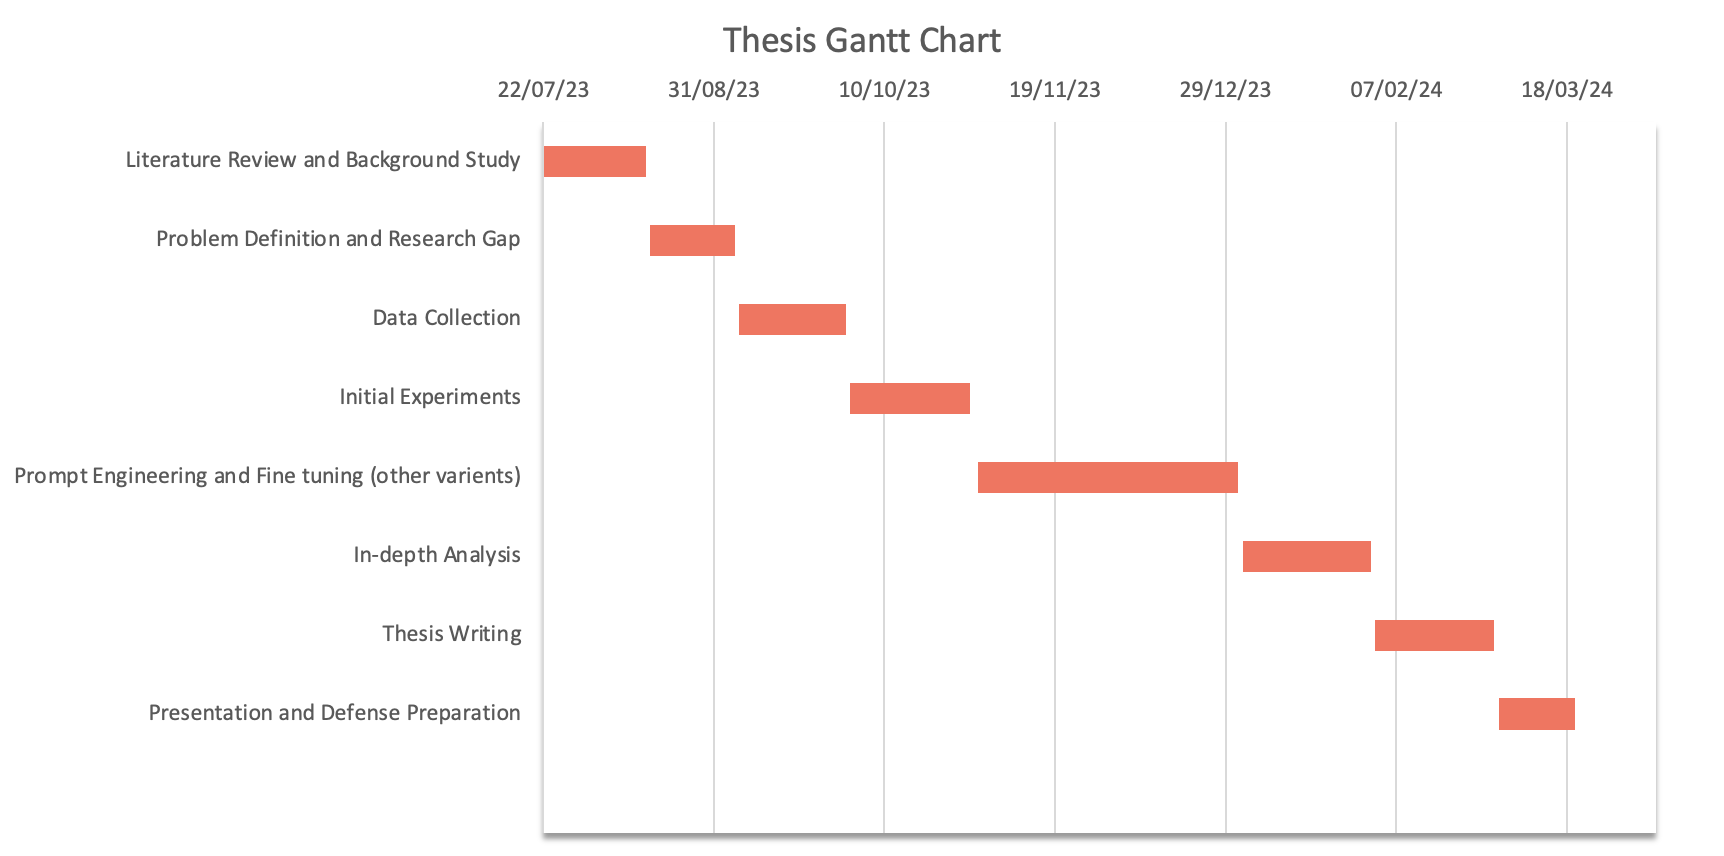 Thesis Gantt Chart
22/07/23 31/08/23 10/10/23 19/11/23 29/12/23 07/02/24 18/03/24
Literature Review and Background Study
Problem Definition and Research Gap
Data Collection
Initial Experiments
Prompt Engineering and Fine tuning (other varients)
In-depth Analysis
Thesis Writing
Presentation and Defense Preparation